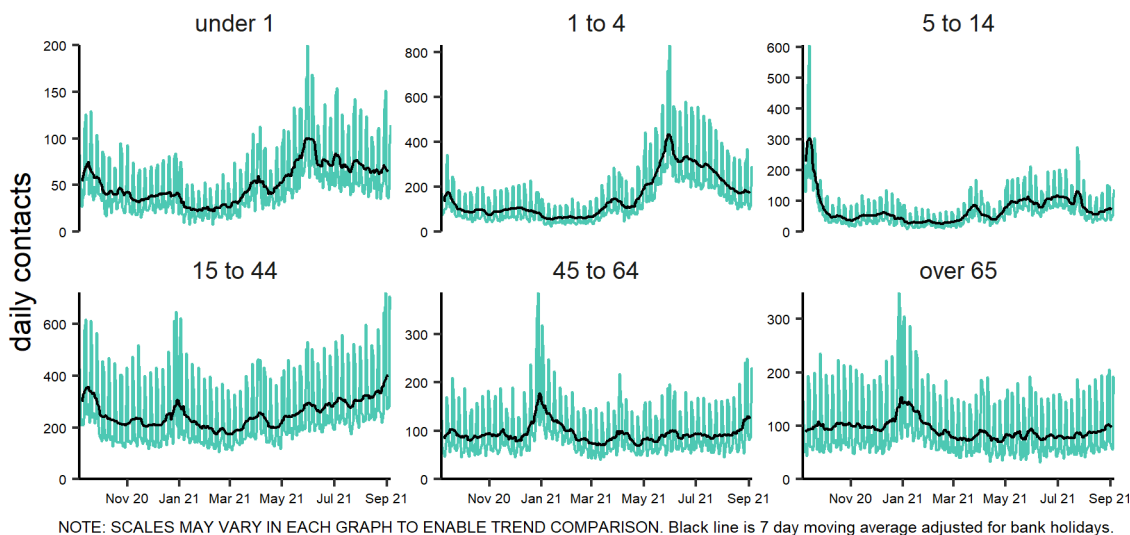 under 1
1 to 4
5 to 14
200
150
100
50
0
800
600
400
200
0
600
500
400
300
200
100
0
daily contacts
15 to 44
45 to 64
over 65
600
400
200
0
300
200
100
0
300
200
100
0
Nov 20 Jan 21 Mar 21 May 21 Jul 21 Sep 21
Nov 20 Jan 21 Mar 21 May 21 Jul 21 Sep 21
Nov 20 Jan 21 Mar 21 May 21 Jul 21 Sep 21
NOTE: SCALES MAY VARY IN EACH GRAPH TO ENABLE TREND COMPARISON. Black line is 7 day moving average adjusted for bank holidays.